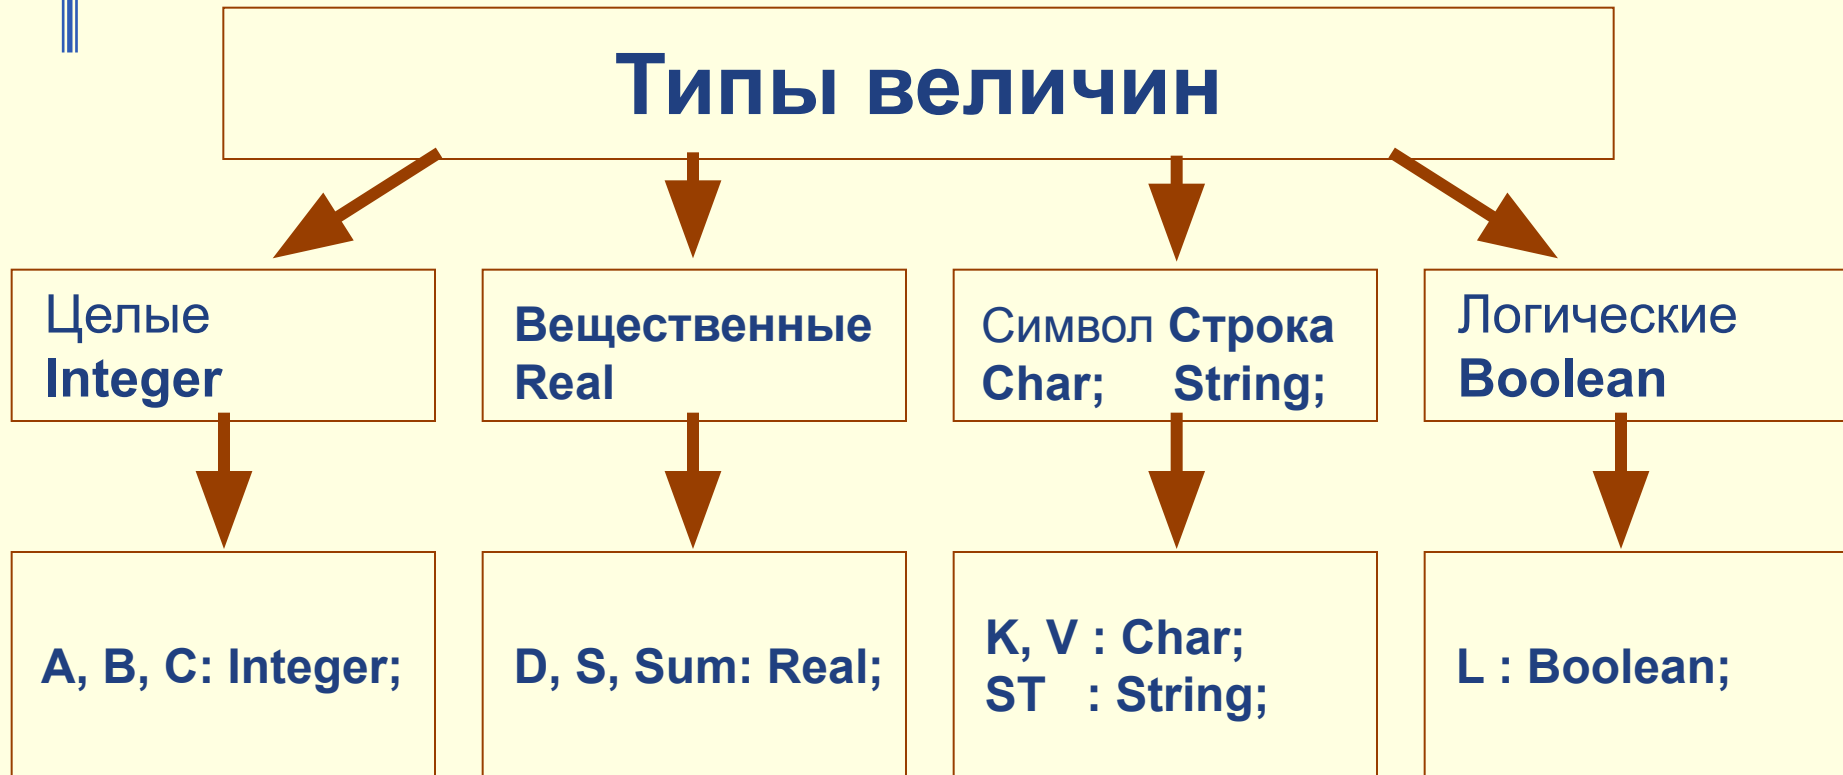 Типы величин
Целые
Integer
Вещественные
Real
Символ Строка
Char; String;
Логические
Boolean
A, B, C: Integer;
D, S, Sum: Real;
K, V : Char;
ST : String;
L : Boolean;